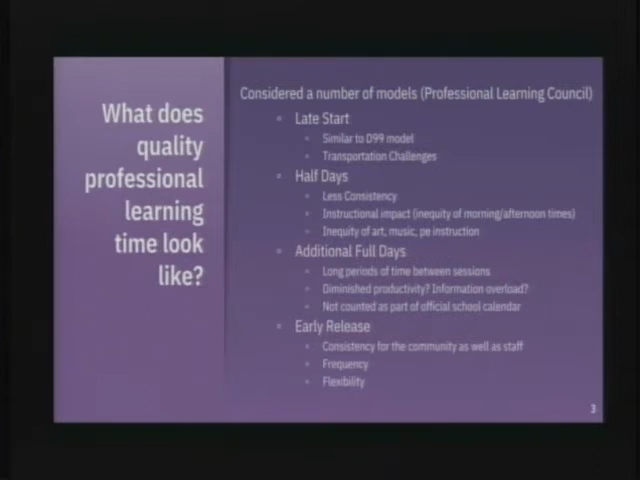 What does
quality
professional
learning
time look
like?
Considered a number of models (Professional Learning Council)
Late Start
Similar to D99 model
Transportation Challenges
Half Days
Less Consistency
Instructional impact (inequity of morning/afternoon times)
Inequity of art, music, pe instruction
Additional Full Days
Long periods of time between sessions
Diminished productivity? Information overload?
Not counted as part of official school calendar
Early Release
Consistency for the community as well as staff
Frequency
Flexibility
3